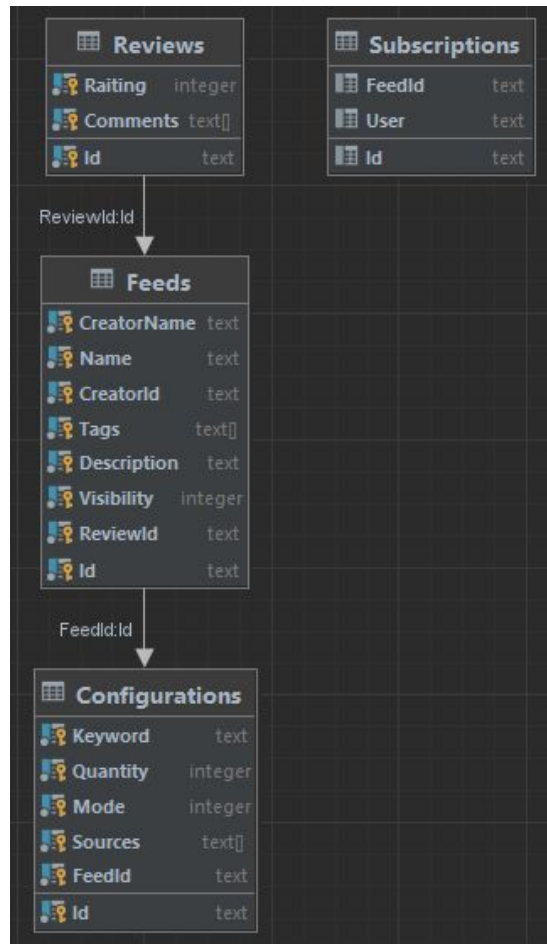 Reviews
Raiting integer
Comments text[]
Id text
Subscriptions
FeedId text
User text
Id text
ReviewId:Id
Feeds
CreatorName text
Name text
CreatorId text
Tags text[]
Description text
Visibility integer
ReviewId text
Id text
FeedId:Id
Configurations
Keyword text
Quantity integer
Mode integer
Sources text[]
FeedId text
Id text